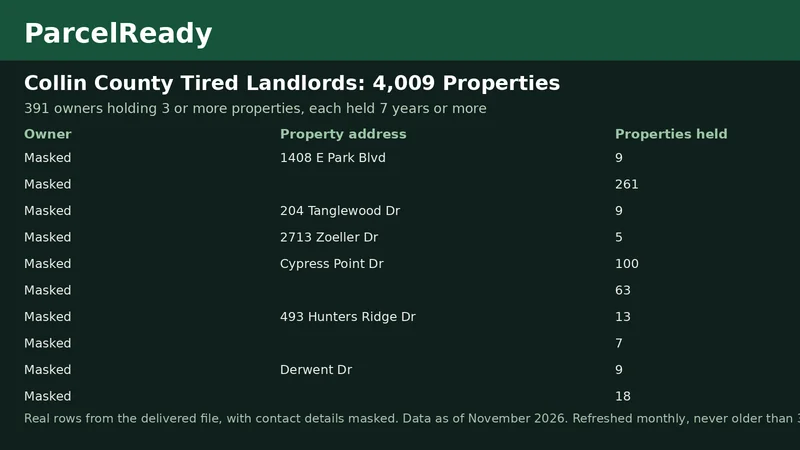 ParcelReady
Collin County Tired Landlords: 4,009 Properties
391 owners holding 3 or more properties, each held 7 years or more
Owner Property address Properties held
Masked 1408 E Park Blvd 9
Masked 261
Masked 204 Tanglewood Dr 9
Masked 2713 Zoeller Dr 5
Masked Cypress Point Dr 100
Masked 63
Masked 493 Hunters Ridge Dr 13
Masked 7
Masked Derwent Dr 9
Masked 18
Real rows from the delivered file, with contact details masked. Data as of November 2026. Refreshed monthly, never older than